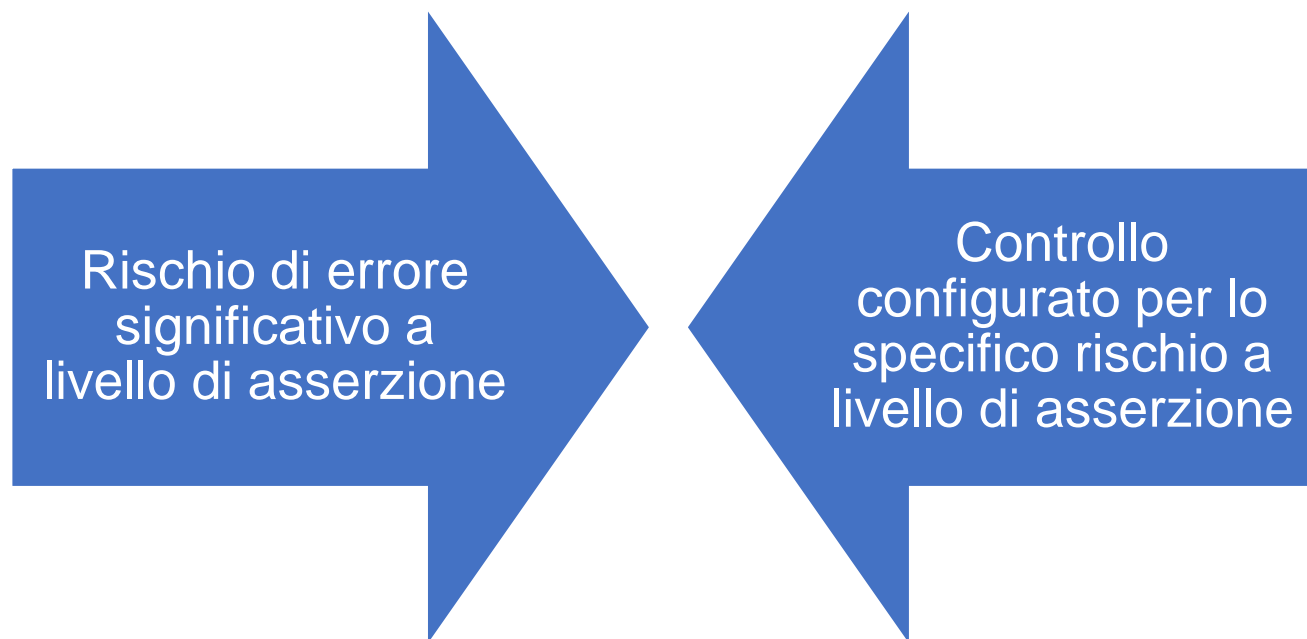 Rischio di errore
significativo a
livello di asserzione
Controllo
configurato per lo
specifico rischio a
livello di asserzione